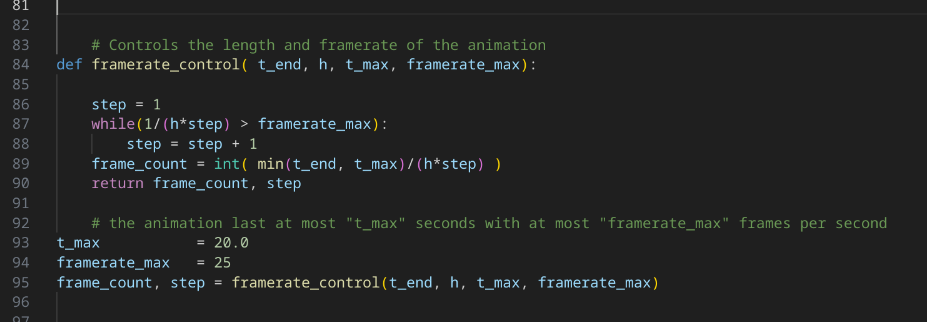 81
82
83 # Controls the length and framerate of the animation
84 def framerate_control( t_end, h, t_max, framerate_max):
85
86 step = 1
87 while(1/(h*step) > framerate_max):
88 step = step + 1
89 frame_count = int( min(t_end, t_max)/(h*step) )
90 return frame_count, step
91
92 # the animation last at most "t_max" seconds with at most "framerate_max" frames per second
93 t_max = 20.0
94 framerate_max = 25
95 frame_count, step = framerate_control(t_end, h, t_max, framerate_max)
96
97